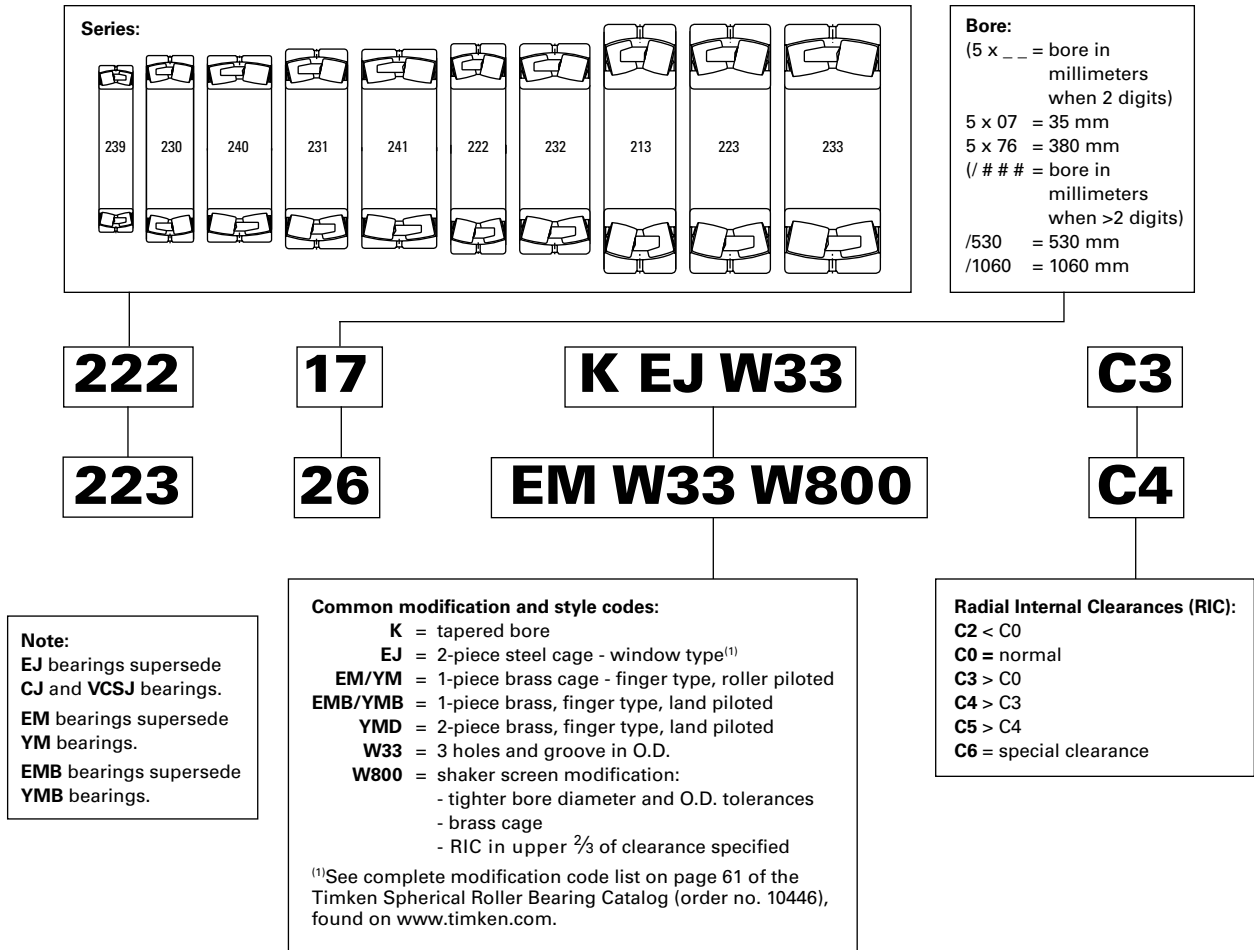 Series:
239 230 240 231 241 222 232 213 223 233
Bore:
(5 x _ _ = bore in
millimeters
when 2 digits)
5 x 07 = 35 mm
5 x 76 = 380 mm
(/ # # # = bore in
millimeters
when >2 digits)
/530 = 530 mm
/1060 = 1060 mm
222 17 K EJ W33 C3
223 26 EM W33 W800 C4
Note:
EJ bearings supersede
CJ and VCSJ bearings.
EM bearings supersede
YM bearings.
EMB bearings supersede
YMB bearings.
Common modification and style codes:
K = tapered bore
EJ = 2-piece steel cage - window type(1)
EM/YM = 1-piece brass cage - finger type, roller piloted
EMB/YMB = 1-piece brass, finger type, land piloted
YMD = 2-piece brass, finger type, land piloted
W33 = 3 holes and groove in O.D.
W800 = shaker screen modification:
- tighter bore diameter and O.D. tolerances
- brass cage
- RIC in upper 2/3 of clearance specified
(1)See complete modification code list on page 61 of the
Timken Spherical Roller Bearing Catalog (order no. 10446),
found on www.timken.com.
Radial Internal Clearances (RIC):
C2 < C0
C0 = normal
C3 > C0
C4 > C3
C5 > C4
C6 = special clearance